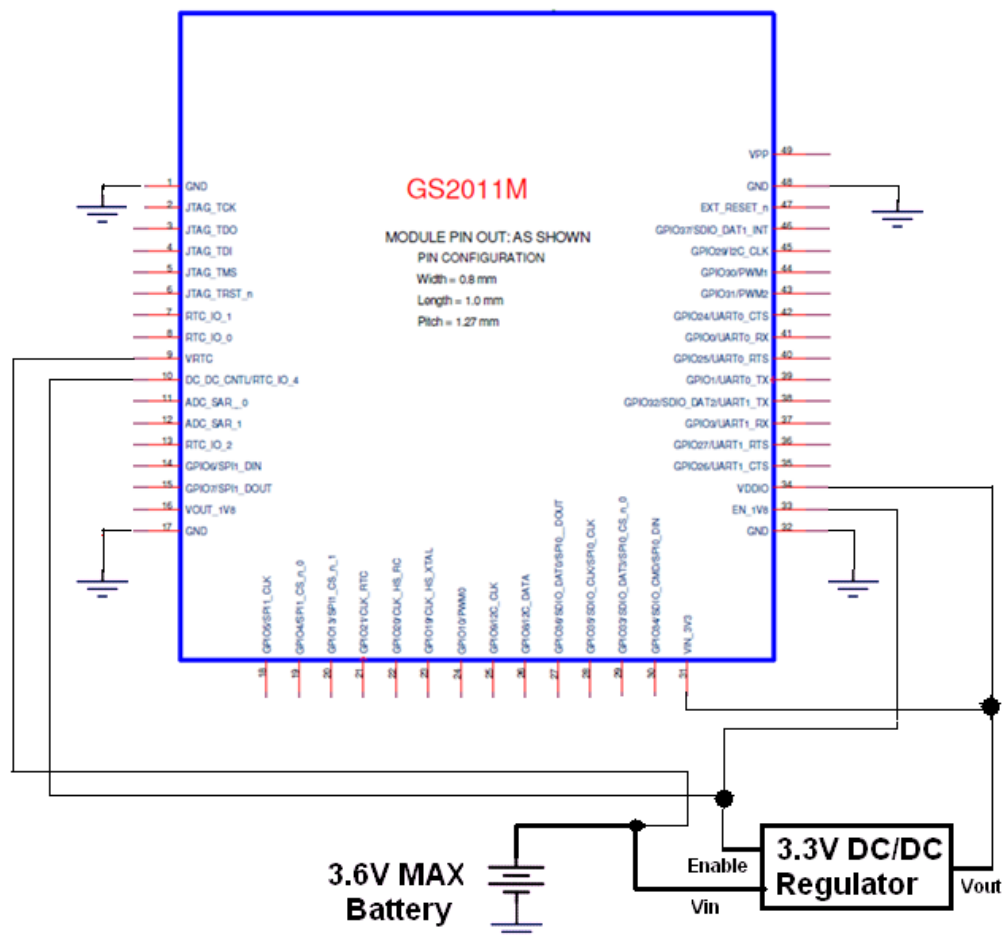 GS2011M
MODULE PIN OUT: AS SHOWN
PIN CONFIGURATION
Width = 0.8 mm
Length = 1.0 mm
Pitch = 1.27 mm
1 GND
2 JTAG_TCK
3 JTAG_TDO
4 JTAG_TDI
5 JTAG_TMS
6 JTAG_TRST_n
7 RTC_IO_1
8 RTC_IO_0
9 VRTC
10 DC_DC_CNTL/RTC_IO_4
11 ADC_SAR__0
12 ADC_SAR_1
13 RTC_IO_2
14 GPIO6/SPI1_DIN
15 GPIO7/SPI1_DOUT
16 VOUT_1V8
17 GND
GPIO5/SPI1_CLK 18
GPIO4/SPI1_CS_n_0 19
GPIO13/SPI1_CS_n_1 20
GPIO21/CLK_RTC 21
GPIO20/CLK_HS_RC 22
GPIO19/CLK_HS_XTAL 23
GPIO10/PWM0 24
GPIO9/I2C_CLK 25
GPIO8/I2C_DATA 26
GPIO36/SDIO_DAT0/SPI0__DOUT 27
GPIO35/SDIO_CLK/SPI0_CLK 28
GPIO33/SDIO_DAT3/SPI0_CS_n_0 29
GPIO34/SDIO_CMD/SPI0_DIN 30
VIN_3V3 31
VPP 49
GND 48
EXT_RESET_n 47
GPIO37/SDIO_DAT1_INT 46
GPIO29/I2C_CLK 45
GPIO30/PWM1 44
GPIO31/PWM2 43
GPIO24/UART0_CTS 42
GPIO0/UART0_RX 41
GPIO25/UART0_RTS 40
GPIO1/UART0_TX 39
GPIO32/SDIO_DAT2/UART1_TX 38
GPIO3/UART1_RX 37
GPIO27/UART1_RTS 36
GPIO26/UART1_CTS 35
VDDIO 34
EN_1V8 33
GND 32
3.6V MAX
Battery
Enable
Vin
3.3V DC/DC
Regulator
Vout